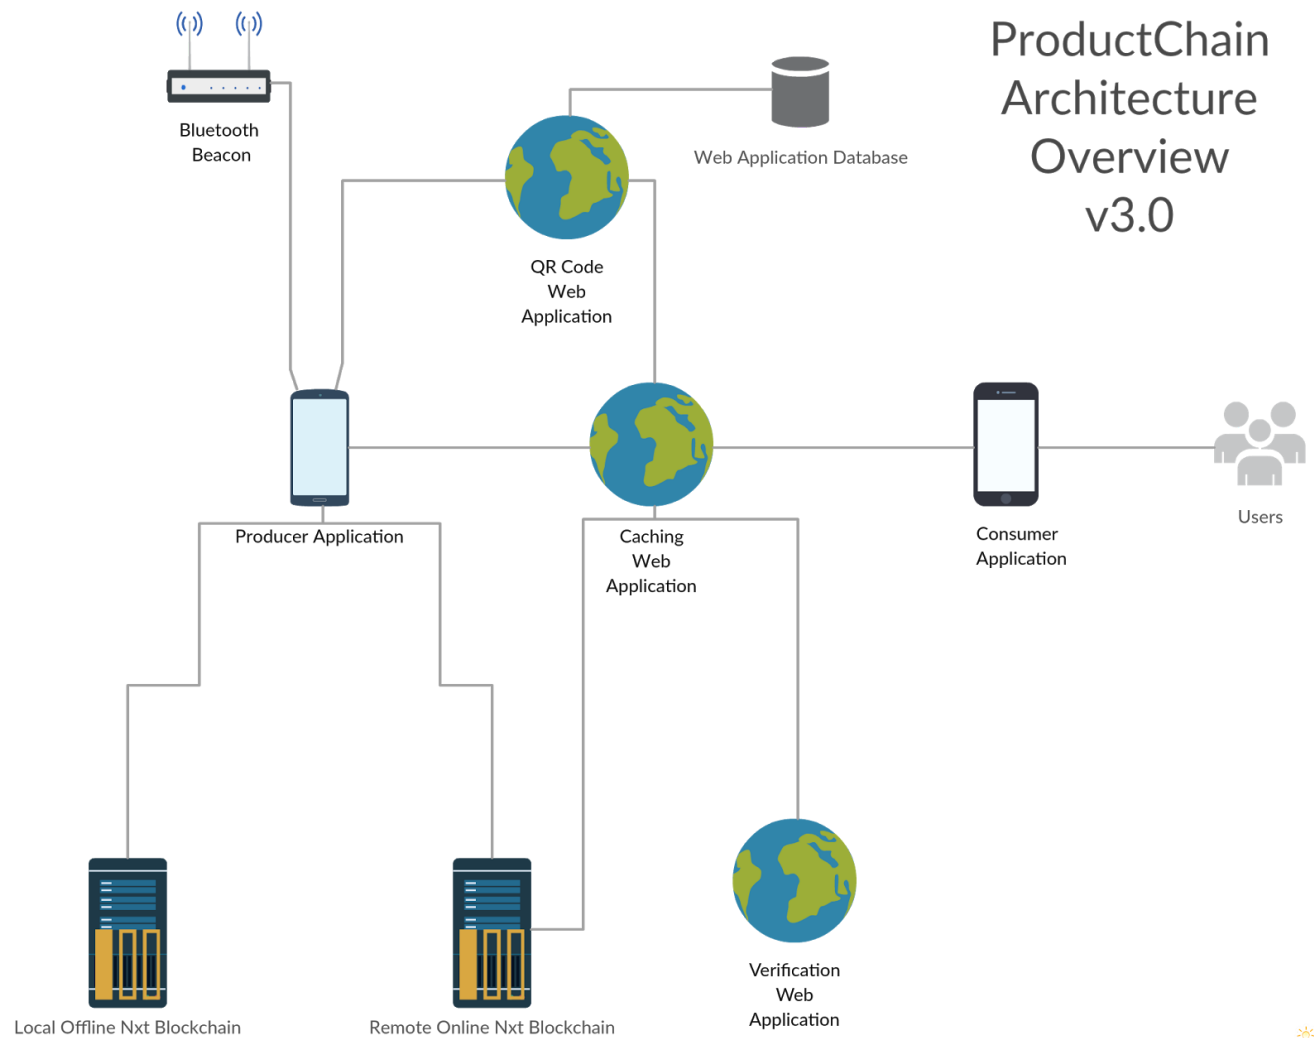 ProductChain
Architecture
Overview
v3.0
Bluetooth
Beacon
Web Application Database
QR Code
Web
Application
Producer Application
Caching
Web
Application
Consumer
Application
Users
Local Offline Nxt Blockchain
Remote Online Nxt Blockchain
Verification
Web
Application